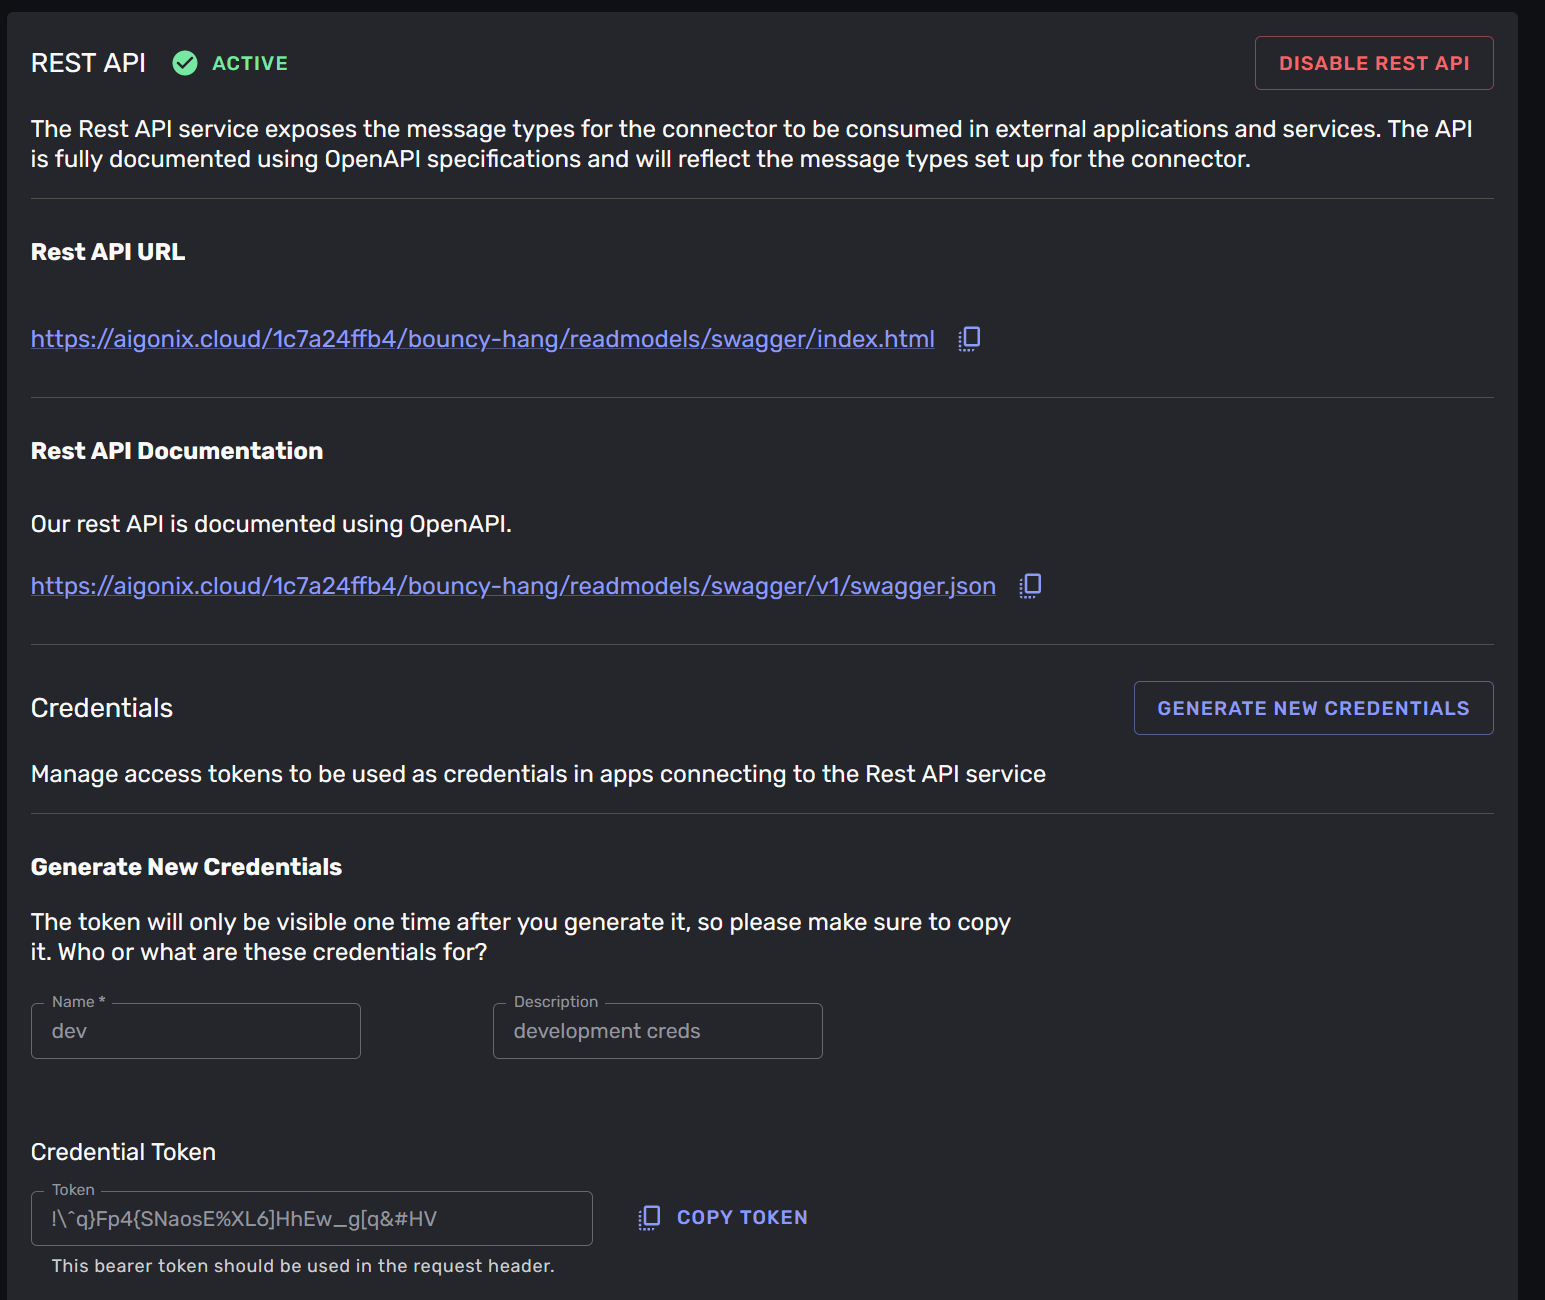 REST API ACTIVE DISABLE REST API
The Rest API service exposes the message types for the connector to be consumed in external applications and services. The API
is fully documented using OpenAPI specifications and will reflect the message types set up for the connector.
Rest API URL
https://aigonix.cloud/1c7a24ffb4/bouncy-hang/readmodels/swagger/index.html
Rest API Documentation
Our rest API is documented using OpenAPI.
https://aigonix.cloud/1c7a24ffb4/bouncy-hang/readmodels/swagger/v1/swagger.json
Credentials GENERATE NEW CREDENTIALS
Manage access tokens to be used as credentials in apps connecting to the Rest API service
Generate New Credentials
The token will only be visible one time after you generate it, so please make sure to copy
it. Who or what are these credentials for?
Name * Description
dev development creds
Credential Token
Token
!\^q}Fp4{SNaosE%XL6]HhEw_g[q&#HV COPY TOKEN
This bearer token should be used in the request header.